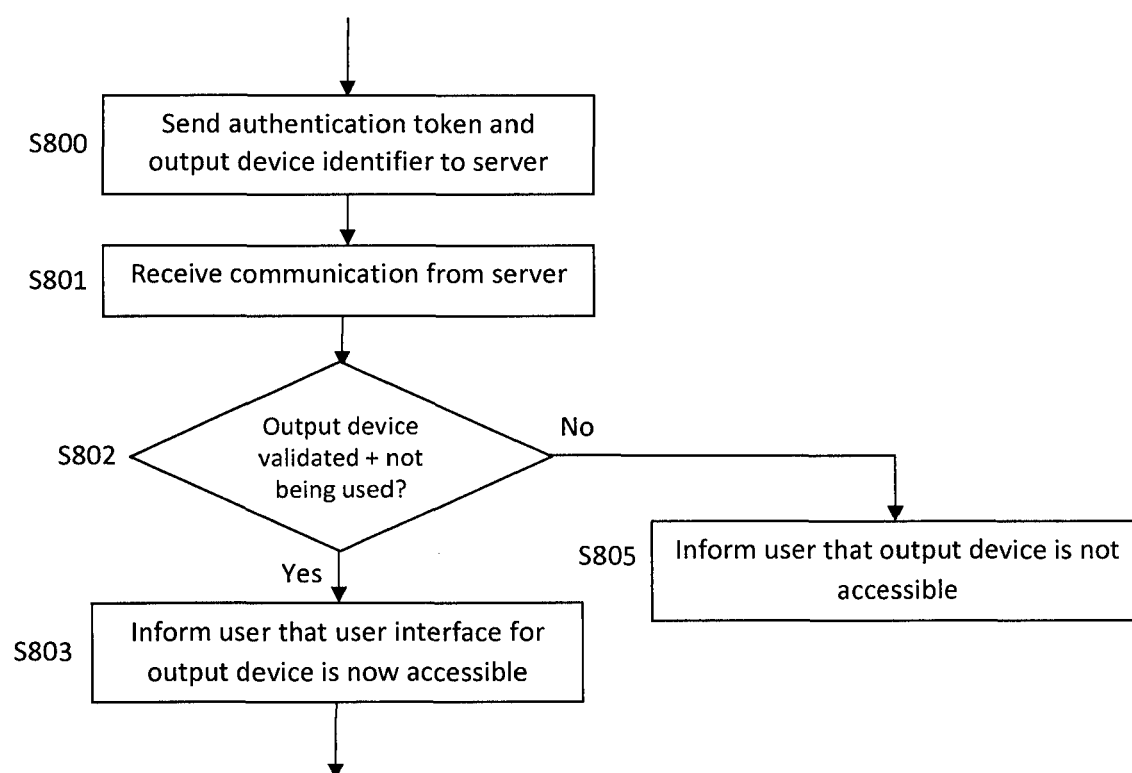 S800
Send authentication token and
output device identifier to server
S801
Receive communication from server
S802
Output device
validated + not
being used?
No
Yes
S805
Inform user that output device is not
accessible
S803
Inform user that user interface for
output device is now accessible